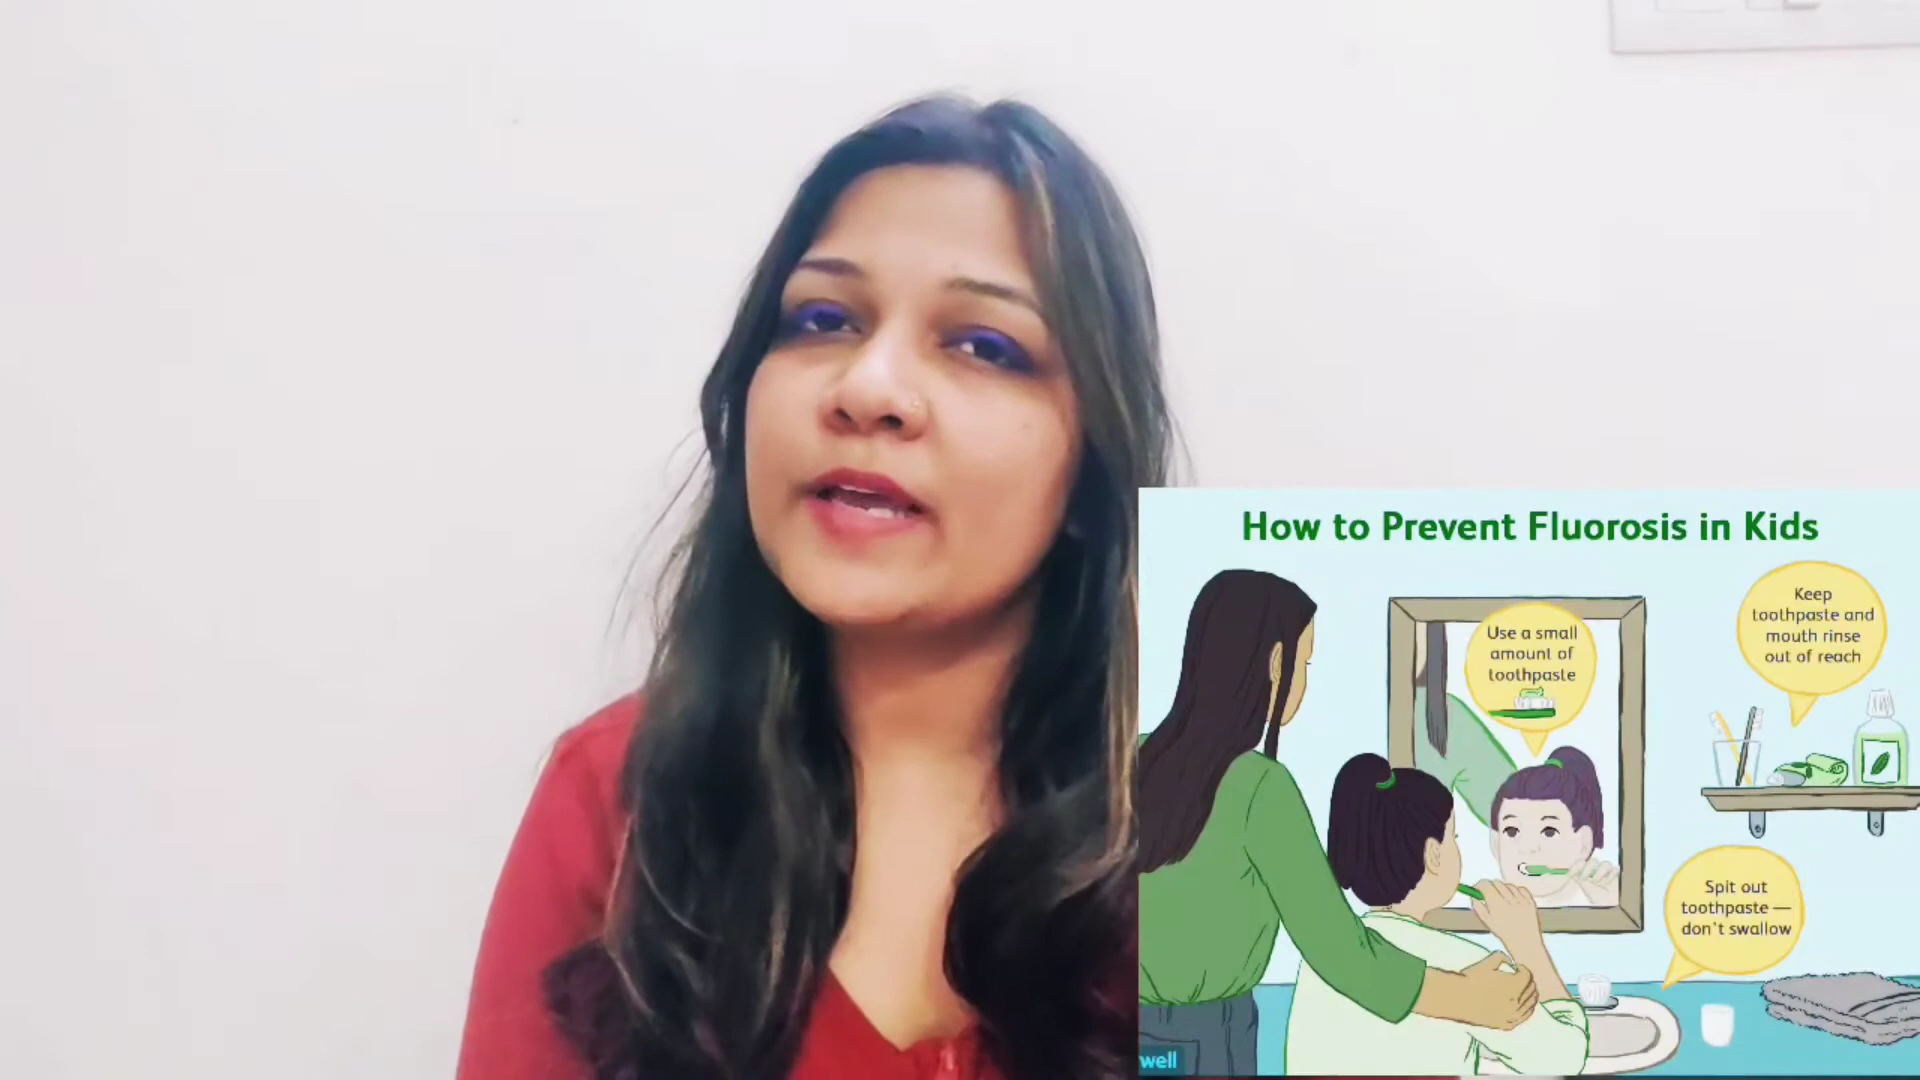 How to Prevent Fluorosis in Kids
Keep
toothpaste and
mouth rinse
out of reach
Use a small
amount of
toothpaste
Spit out
toothpaste —
don't swallow
well